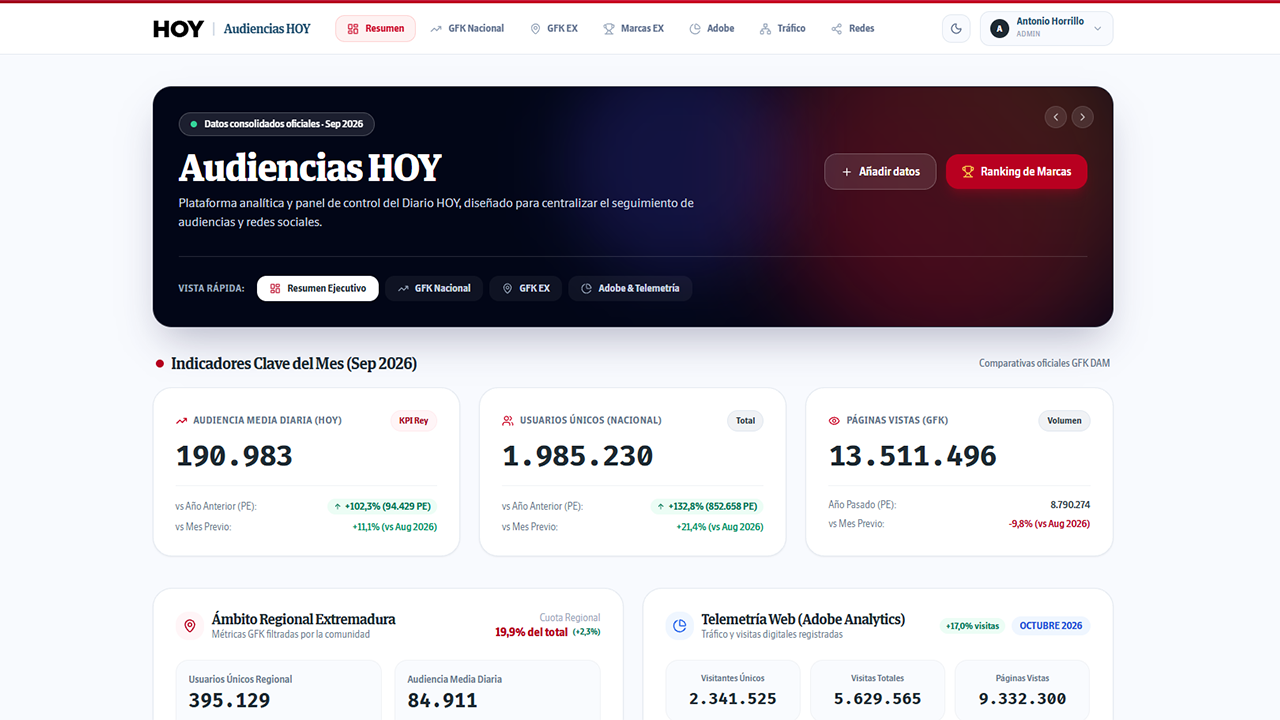 HOY
Audiencias HOY
Resumen
GFK Nacional
GFK EX
Marcas EX
Adobe
Tráfico
Redes
A
Antonio Horrillo
ADMIN
Datos consolidados oficiales - Sep 2026
Audiencias HOY
Plataforma analítica y panel de control del Diario HOY, diseñado para centralizar el seguimiento de
audiencias y redes sociales.
Añadir datos
Ranking de Marcas
VISTA RÁPIDA:
Resumen Ejecutivo
GFK Nacional
GFK EX
Adobe & Telemetría
Indicadores Clave del Mes (Sep 2026)
Comparativas oficiales GFK DAM
AUDIENCIA MEDIA DIARIA (HOY)
KPI Rey
190.983
vs Año Anterior (PE):
↑ +102,3% (94.429 PE)
vs Mes Previo:
+11,1% (vs Aug 2026)
USUARIOS ÚNICOS (NACIONAL)
Total
1.985.230
vs Año Anterior (PE):
↑ +132,8% (852.658 PE)
vs Mes Previo:
+21,4% (vs Aug 2026)
PÁGINAS VISTAS (GFK)
Volumen
13.511.496
Año Pasado (PE):
8.790.274
vs Mes Previo:
-9,8% (vs Aug 2026)
Ámbito Regional Extremadura
Métricas GFK filtradas por la comunidad
Cuota Regional
19,9% del total (+2,3%)
Usuarios Únicos Regional
395.129
Audiencia Media Diaria
84.911
Telemetría Web (Adobe Analytics)
Tráfico y visitas digitales registradas
+17,0% visitas
OCTUBRE 2026
Visitantes Únicos
2.341.525
Visitas Totales
5.629.565
Páginas Vistas
9.332.300